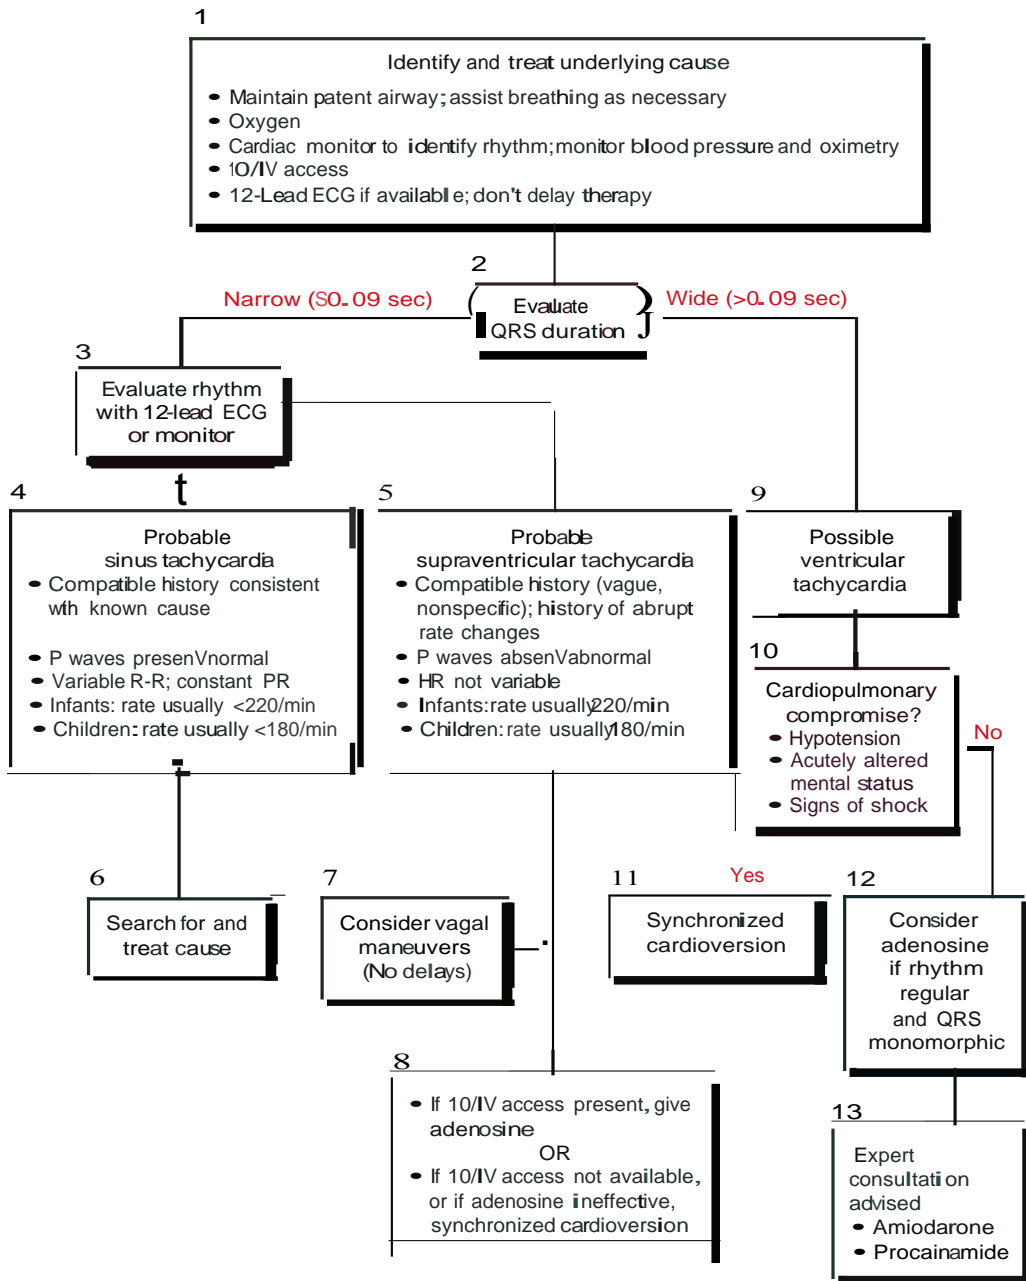 1
Identify and treat underlying cause
• Maintain patent airway; assist breathing as necessary
• Oxygen
• Cardiac monitor to identify rhythm; monitor blood pressure and oximetry
• 10/IV access
• 12-Lead ECG if available; don't delay therapy
2
Narrow (S0.09 sec)
Evaluate
QRS duration
Wide (>0.09 sec)
3
Evaluate rhythm
with 12-lead ECG
or monitor
t
4
Probable
sinus tachycardia
• Compatible history consistent
wth known cause
• P waves presenVnormal
• Variable R-R; constant PR
• Infants: rate usually <220/min
• Children: rate usually <180/min
5
Probable
supraventricular tachycardia
• Compatible history (vague,
nonspecific); history of abrupt
rate changes
• P waves absenVabnormal
• HR not variable
• Infants: rate usually 220/min
• Children: rate usually 180/min
9
Possible
ventricular
tachycardia
10
Cardiopulmonary
compromise?
• Hypotension
• Acutely altered
mental status
• Signs of shock
No
6
Search for and
treat cause
7
Consider vagal
maneuvers
(No delays)
11
Yes
Synchronized
cardioversion
12
Consider
adenosine
if rhythm
regular
and QRS
monomorphic
8
• If 10/IV access present, give
adenosine
OR
• If 10/IV access not available,
or if adenosine ineffective,
synchronized cardioversion
13
Expert
consultation
advised
• Amiodarone
• Procainamide